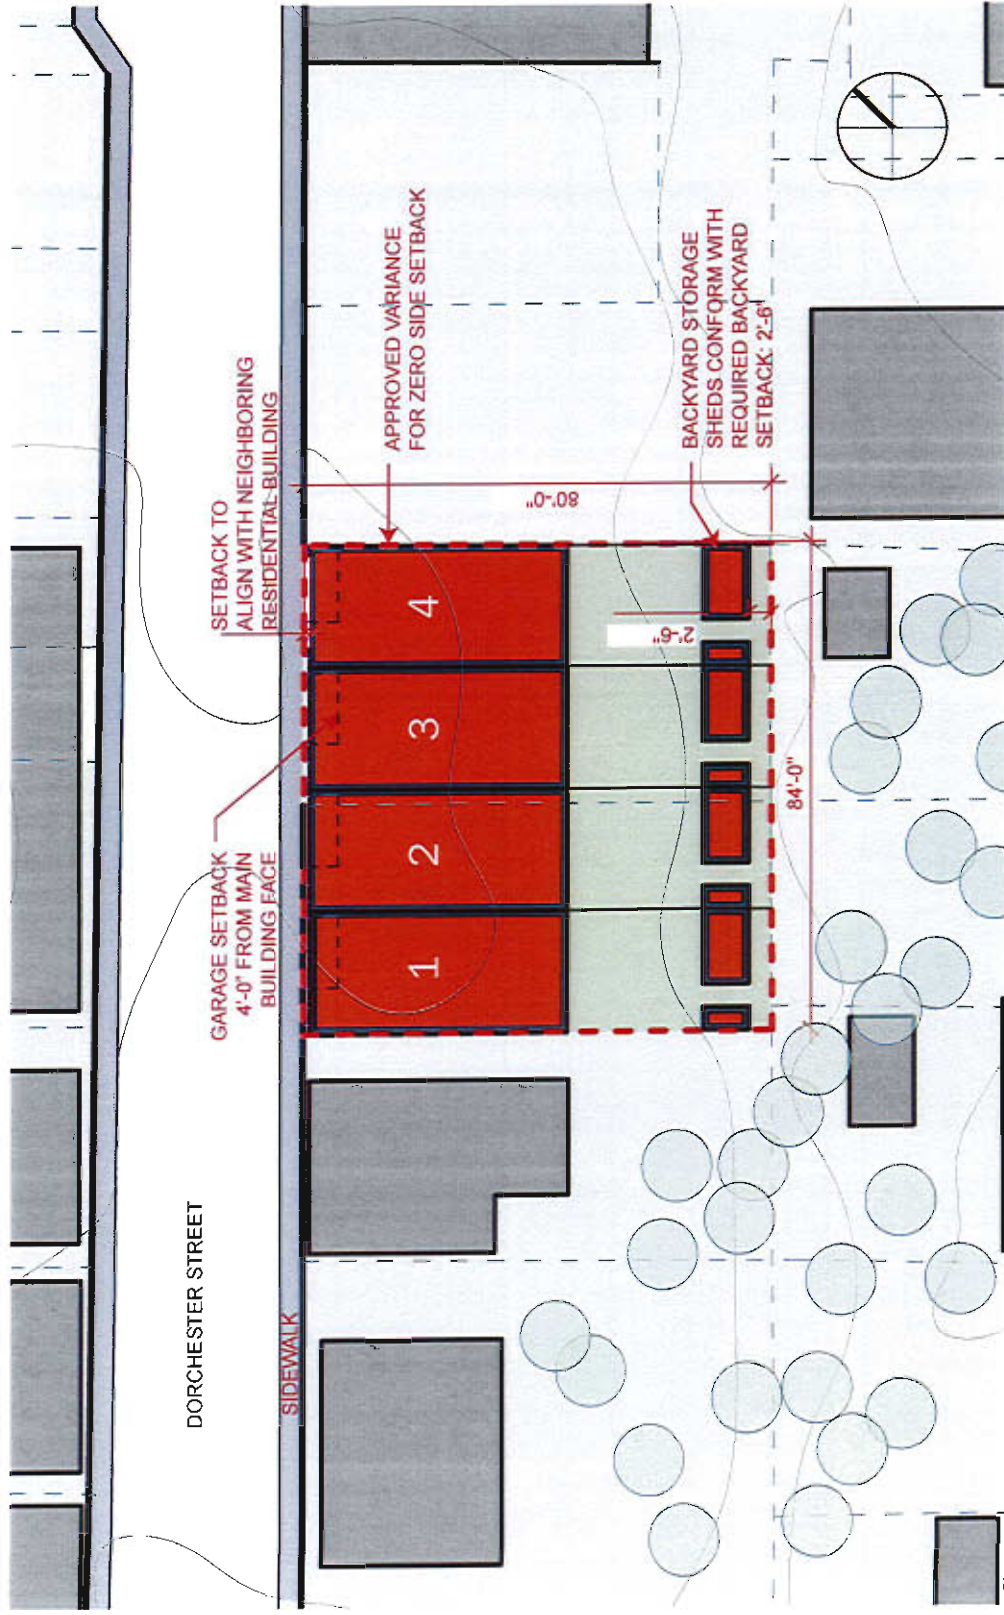 SETBACK TO
ALIGN WITH NEIGHBORING
RESIDENTIAL BUILDING
APPROVED VARIANCE
FOR ZERO SIDE SETBACK
GARAGE SETBACK
4'-0" FROM MAIN
BUILDING FACE
BACKYARD STORAGE
SHEDS CONFORM WITH
REQUIRED BACKYARD
SETBACK: 2'-6"
DORCHESTER STREET
SIDEWALK
1
2
3
4
80'-0"
2'-6"
84'-0"